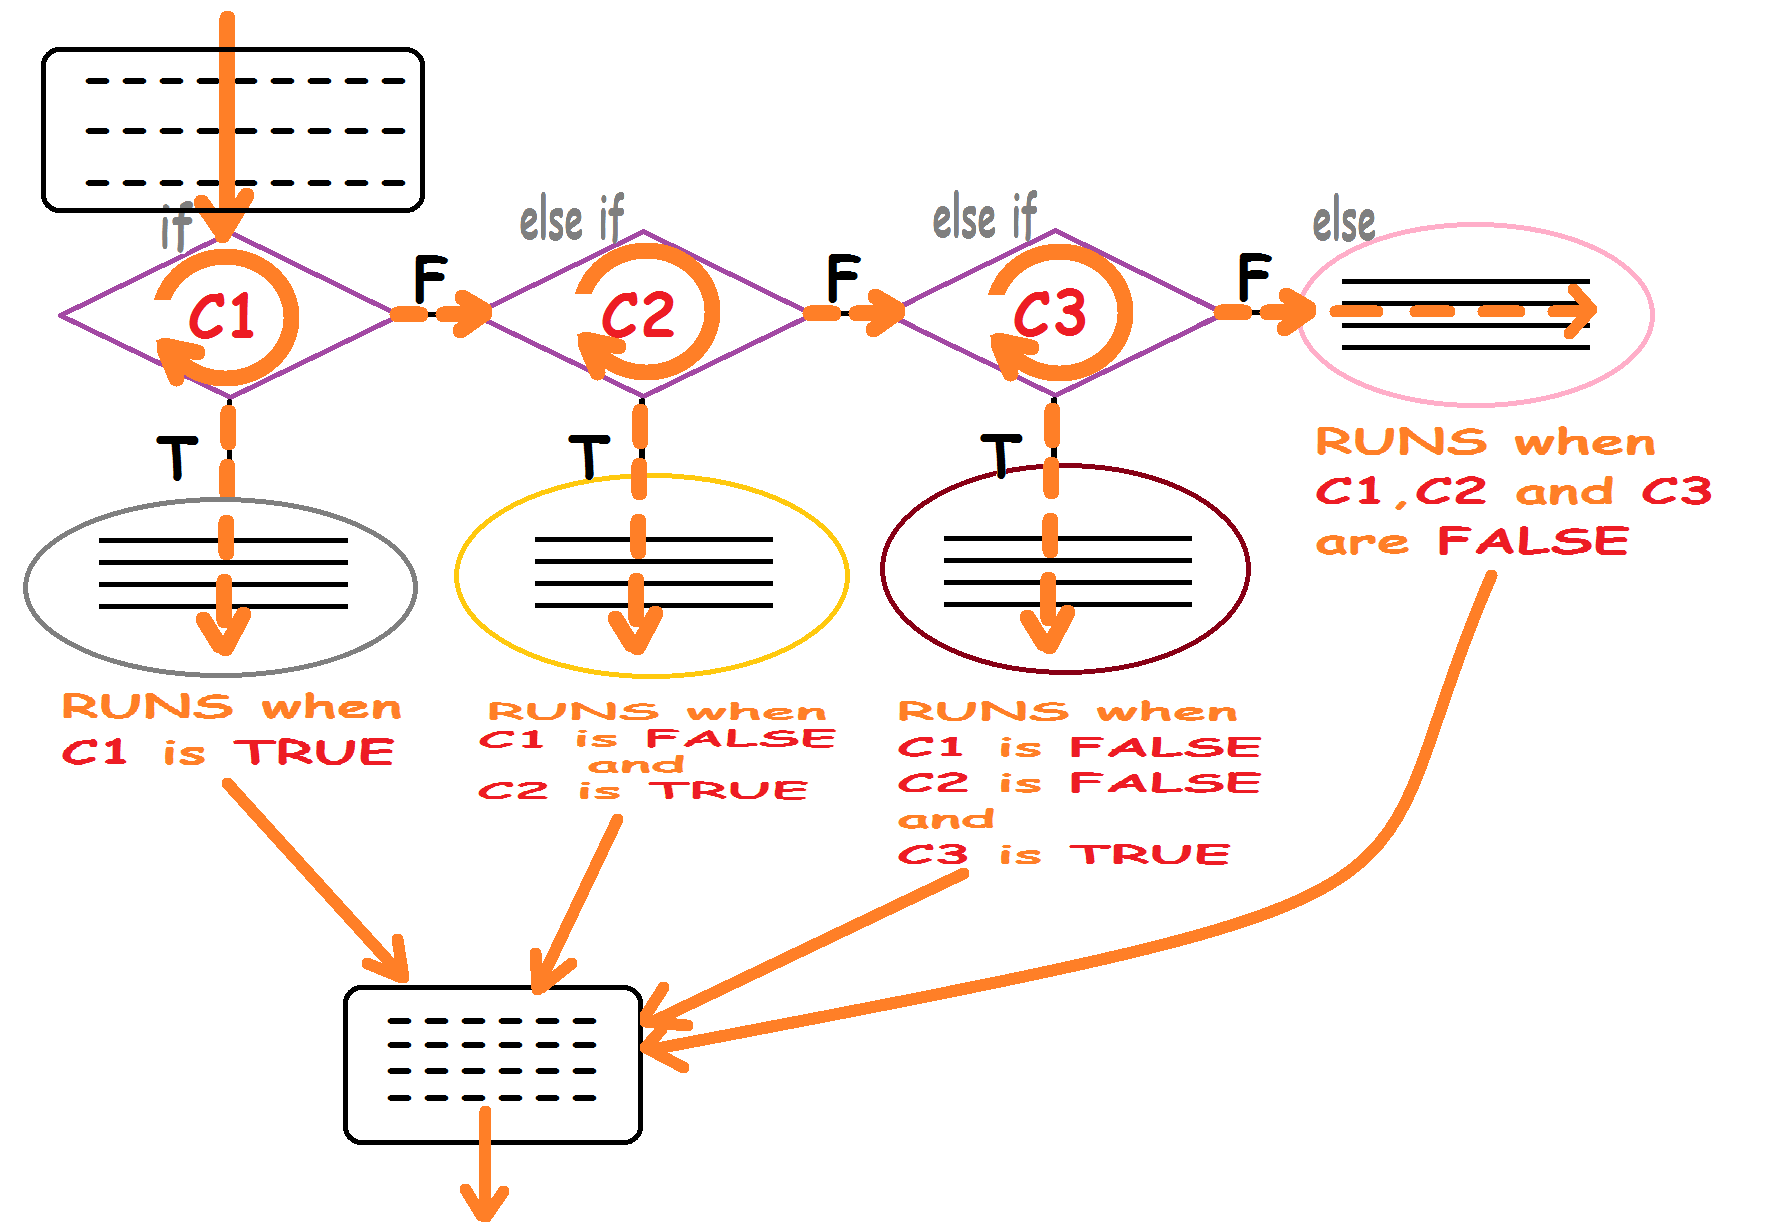 if
else if
else if
else
C1
F
C2
F
C3
F
T
T
T
RUNS when
C1 is TRUE
RUNS when
C1 is FALSE
and
C2 is TRUE
RUNS when
C1 is FALSE
C2 is FALSE
and
C3 is TRUE
RUNS when
C1,C2 and C3
are FALSE